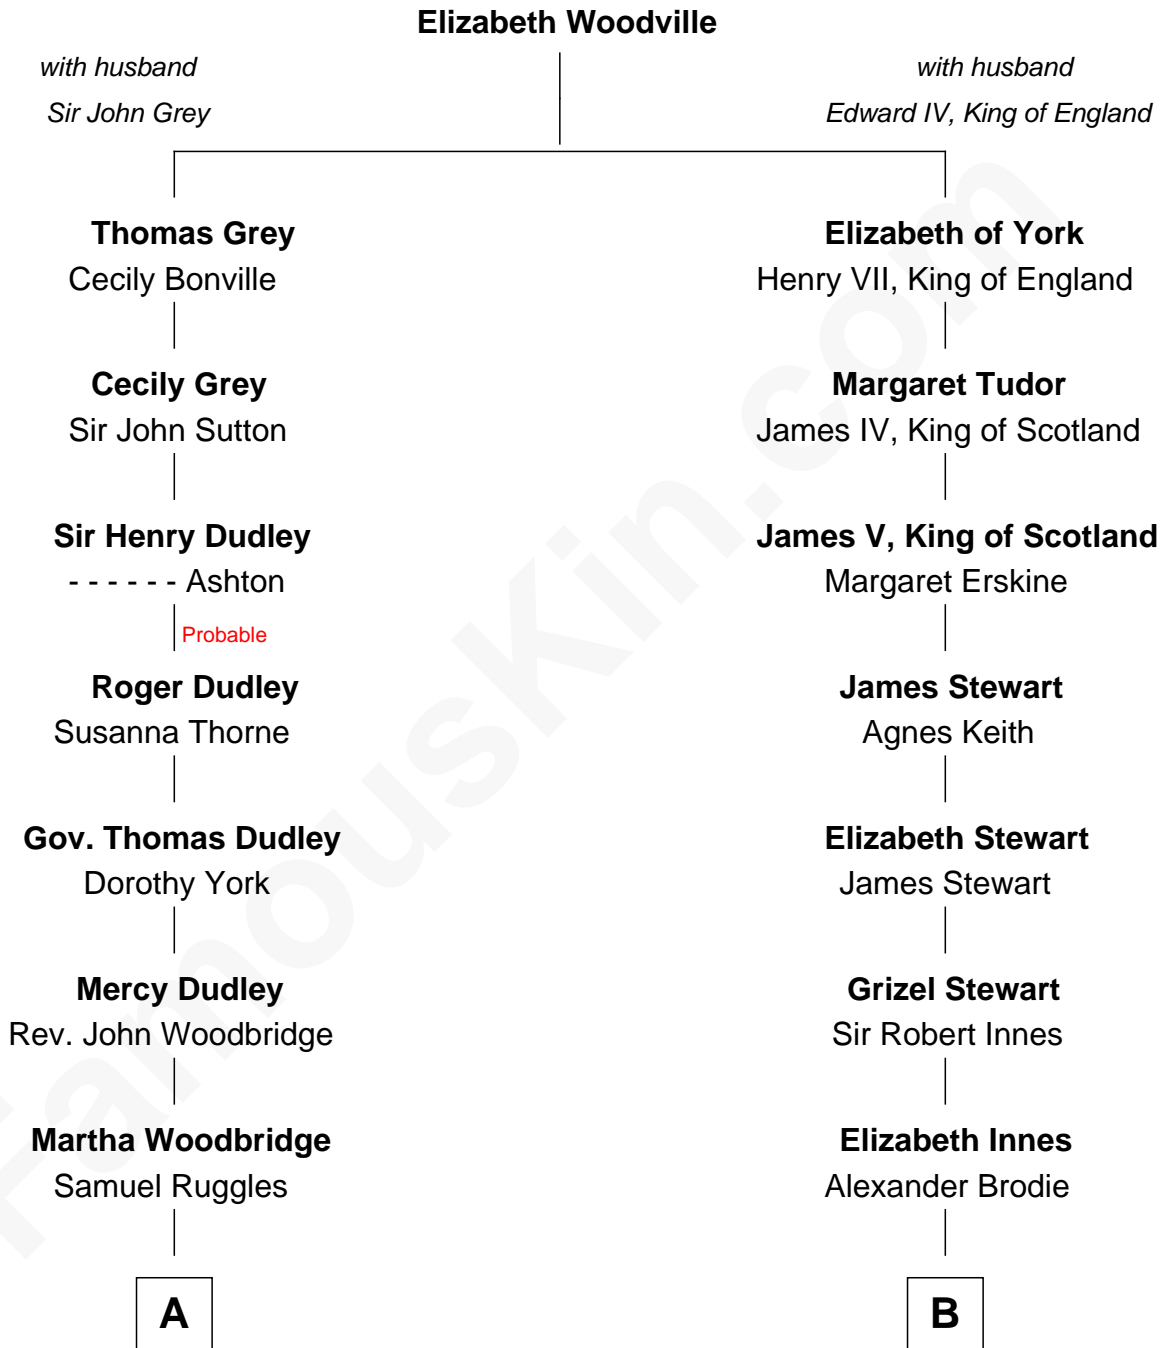 Elizabeth Woodville
with husband
Sir John Grey
with husband
Edward IV, King of England
Thomas Grey
Cecily Bonville
Elizabeth of York
Henry VII, King of England
Cecily Grey
Sir John Sutton
Margaret Tudor
James IV, King of Scotland
Sir Henry Dudley
- - - - - - Ashton
Probable
James V, King of Scotland
Margaret Erskine
Roger Dudley
Susanna Thorne
James Stewart
Agnes Keith
Gov. Thomas Dudley
Dorothy York
Elizabeth Stewart
James Stewart
Mercy Dudley
Rev. John Woodbridge
Grizel Stewart
Sir Robert Innes
Martha Woodbridge
Samuel Ruggles
Elizabeth Innes
Alexander Brodie
A
B
FamousKin.com